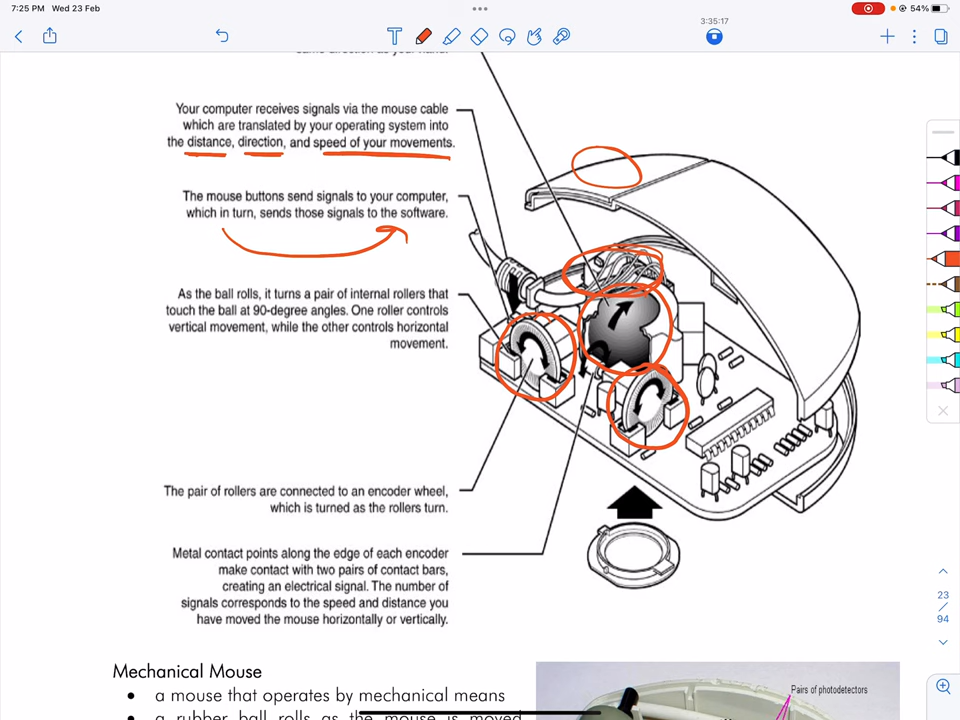 7:25 PM Wed 23 Feb
54%
3:35:17
Your computer receives signals via the mouse cable
which are translated by your operating system into
the distance, direction, and speed of your movements.
The mouse buttons send signals to your computer,
which in turn, sends those signals to the software.
As the ball rolls, it turns a pair of internal rollers that
touch the ball at 90-degree angles. One roller controls
vertical movement, while the other controls horizontal
movement.
The pair of rollers are connected to an encoder wheel,
which is turned as the rollers turn.
Metal contact points along the edge of each encoder
make contact with two pairs of contact bars,
creating an electrical signal. The number of
signals corresponds to the speed and distance you
have moved the mouse horizontally or vertically.
23
/
94
Mechanical Mouse
• a mouse that operates by mechanical means
• a rubber ball rolls as the mouse is moved
Pairs of photodetectors